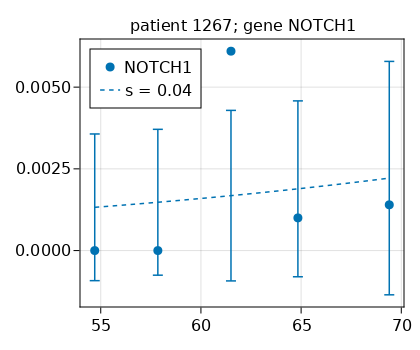 patient 1267; gene NOTCH1
NOTCH1
s = 0.04
0.0050
0.0025
0.0000
55 60 65 70